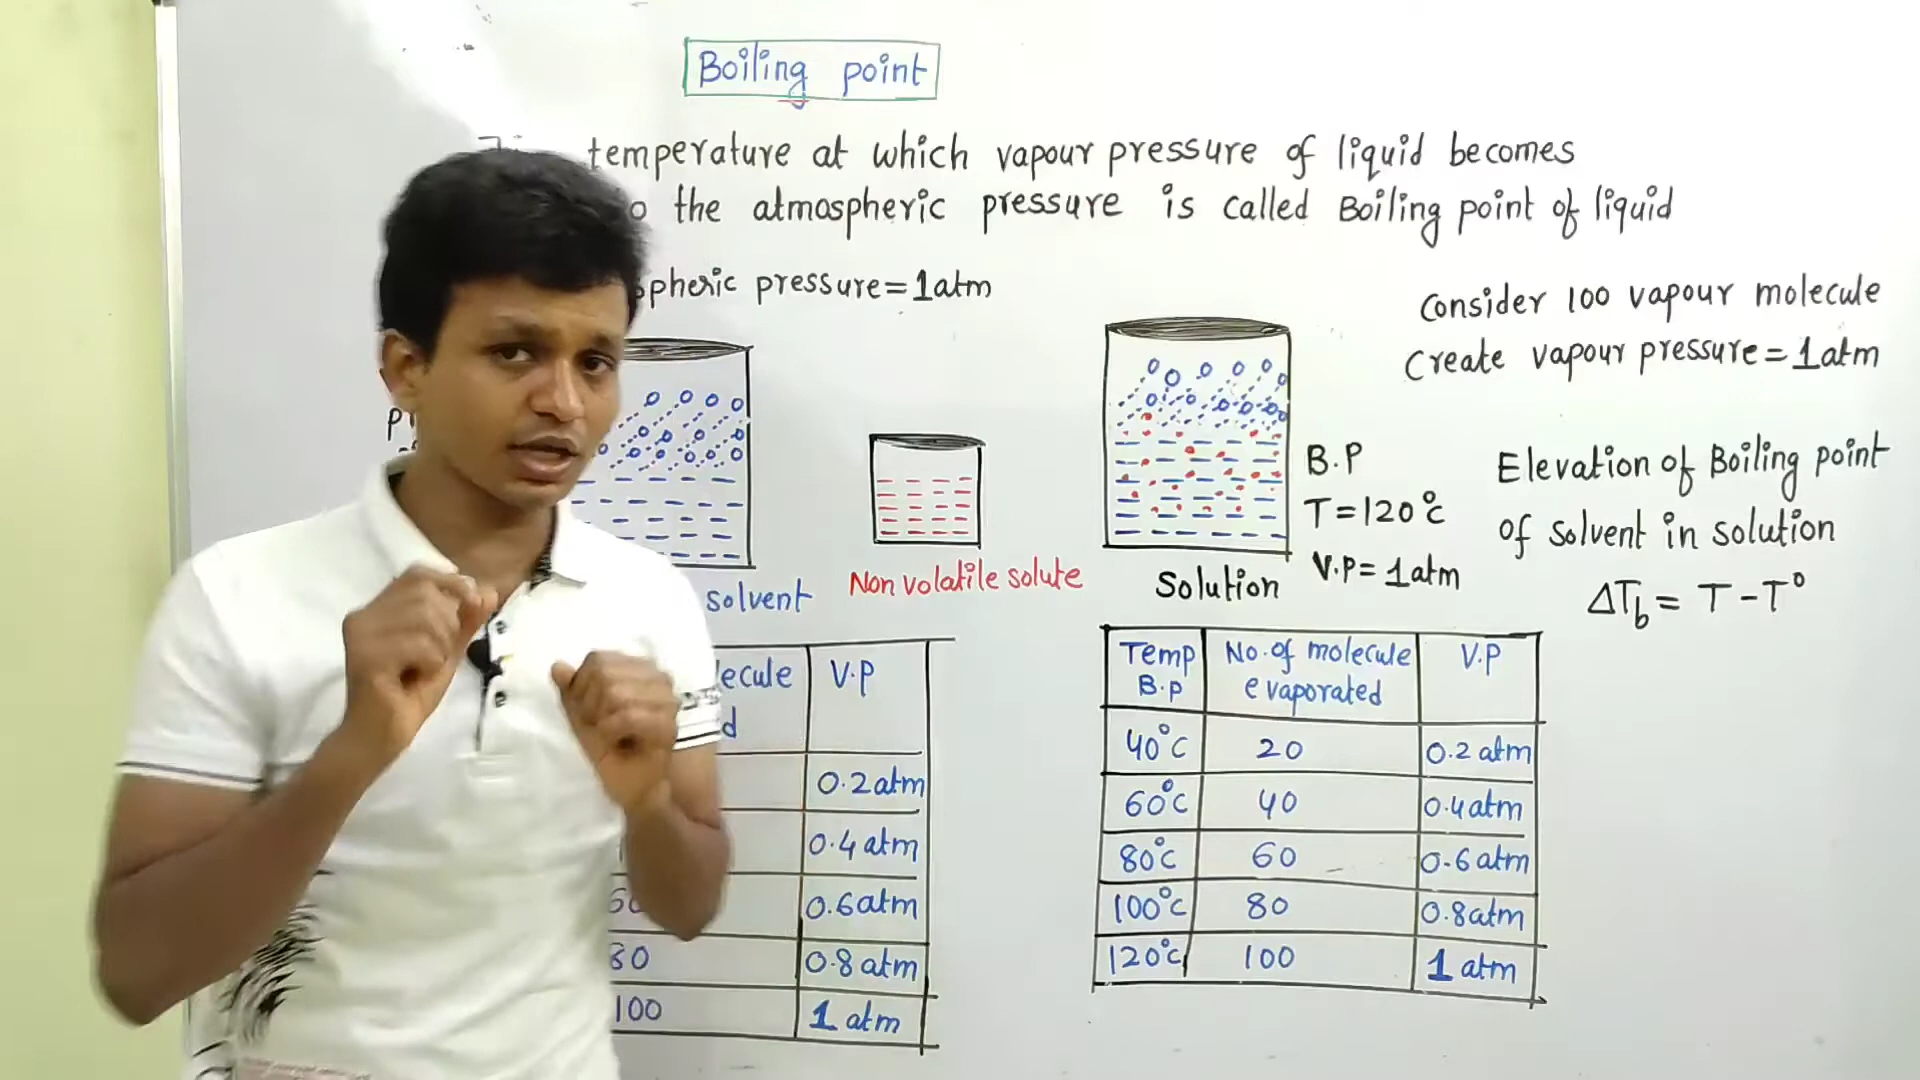 Boiling point
temperature at which vapour pressure of liquid becomes
the atmospheric pressure is called Boiling point of liquid
spheric pressure=1atm
Consider 100 vapour molecule
Create vapour pressure=1atm
B.P
T=120°C
V.P=1atm
Elevation of Boiling point
of solvent in solution
ΔTb = T-T°
solvent
Non volatile solute
Solution
ecule V.P
d
0.2atm
0.4atm
0.6atm
80 0.8atm
100 1 atm
Temp No.of molecule V.P
B.p evaporated
40°C 20 0.2 atm
60°C 40 0.4atm
80°C 60 0.6 atm
100°C 80 0.8atm
120°C 100 1 atm